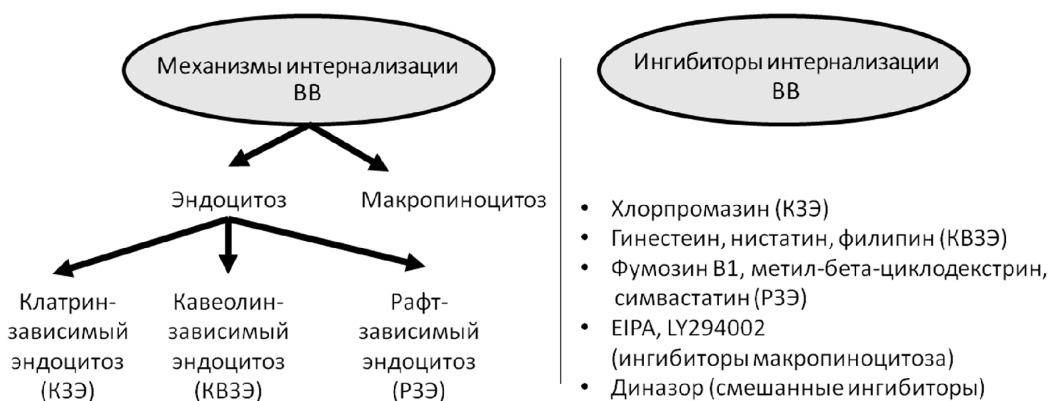 Механизмы интернализации
ВВ
Эндоцитоз
Макропиноцитоз
Клатрин-
зависимый
эндоцитоз
(КЗЭ)
Кавеолин-
зависимый
эндоцитоз
(КВЗЭ)
Рафт-
зависимый
эндоцитоз
(РЗЭ)
Ингибиторы интернализации
ВВ
• Хлорпромазин (КЗЭ)
• Гинестеин, нистатин, филипин (КВЗЭ)
• Фумозин В1, метил-бета-циклодекстрин,
симвастатин (РЗЭ)
• EIPA, LY294002
(ингибиторы макропиноцитоза)
• Диназор (смешанные ингибиторы)